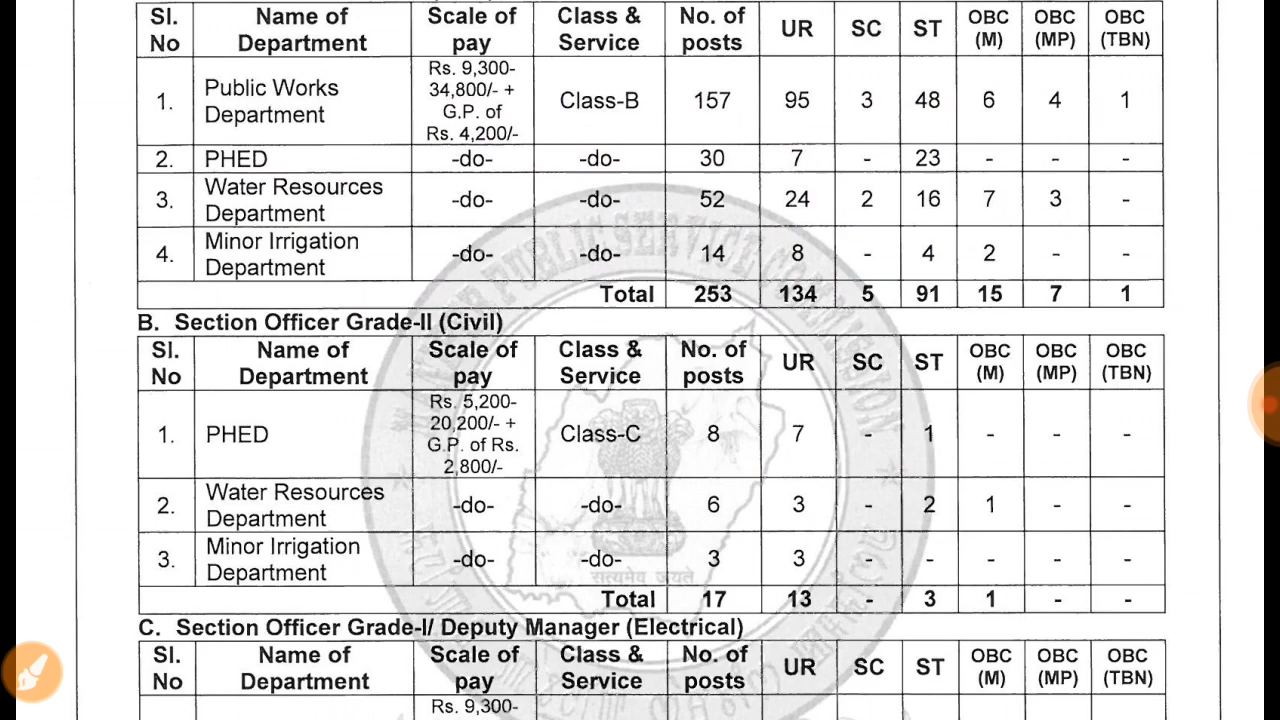 Sl. No | Name of Department | Scale of pay | Class & Service | No. of posts | UR | SC | ST | OBC (M) | OBC (MP) | OBC (TBN)
1. | Public Works Department | Rs. 9,300-34,800/- + G.P. of Rs. 4,200/- | Class-B | 157 | 95 | 3 | 48 | 6 | 4 | 1
2. | PHED | -do- | -do- | 30 | 7 | - | 23 | - | - | -
3. | Water Resources Department | -do- | -do- | 52 | 24 | 2 | 16 | 7 | 3 | -
4. | Minor Irrigation Department | -do- | -do- | 14 | 8 | - | 4 | 2 | - | -
Total | 253 | 134 | 5 | 91 | 15 | 7 | 1
B. Section Officer Grade-II (Civil)
Sl. No | Name of Department | Scale of pay | Class & Service | No. of posts | UR | SC | ST | OBC (M) | OBC (MP) | OBC (TBN)
1. | PHED | Rs. 5,200-20,200/- + G.P. of Rs. 2,800/- | Class-C | 8 | 7 | - | 1 | - | - | -
2. | Water Resources Department | -do- | -do- | 6 | 3 | - | 2 | 1 | - | -
3. | Minor Irrigation Department | -do- | -do- | 3 | 3 | - | - | - | - | -
Total | 17 | 13 | - | 3 | 1 | - | -
C. Section Officer Grade-I/ Deputy Manager (Electrical)
Sl. No | Name of Department | Scale of pay | Class & Service | No. of posts | UR | SC | ST | OBC (M) | OBC (MP) | OBC (TBN)
Rs. 9,300-
PUBLIC SERVICE COMMISSION
सत्यमेव जयते